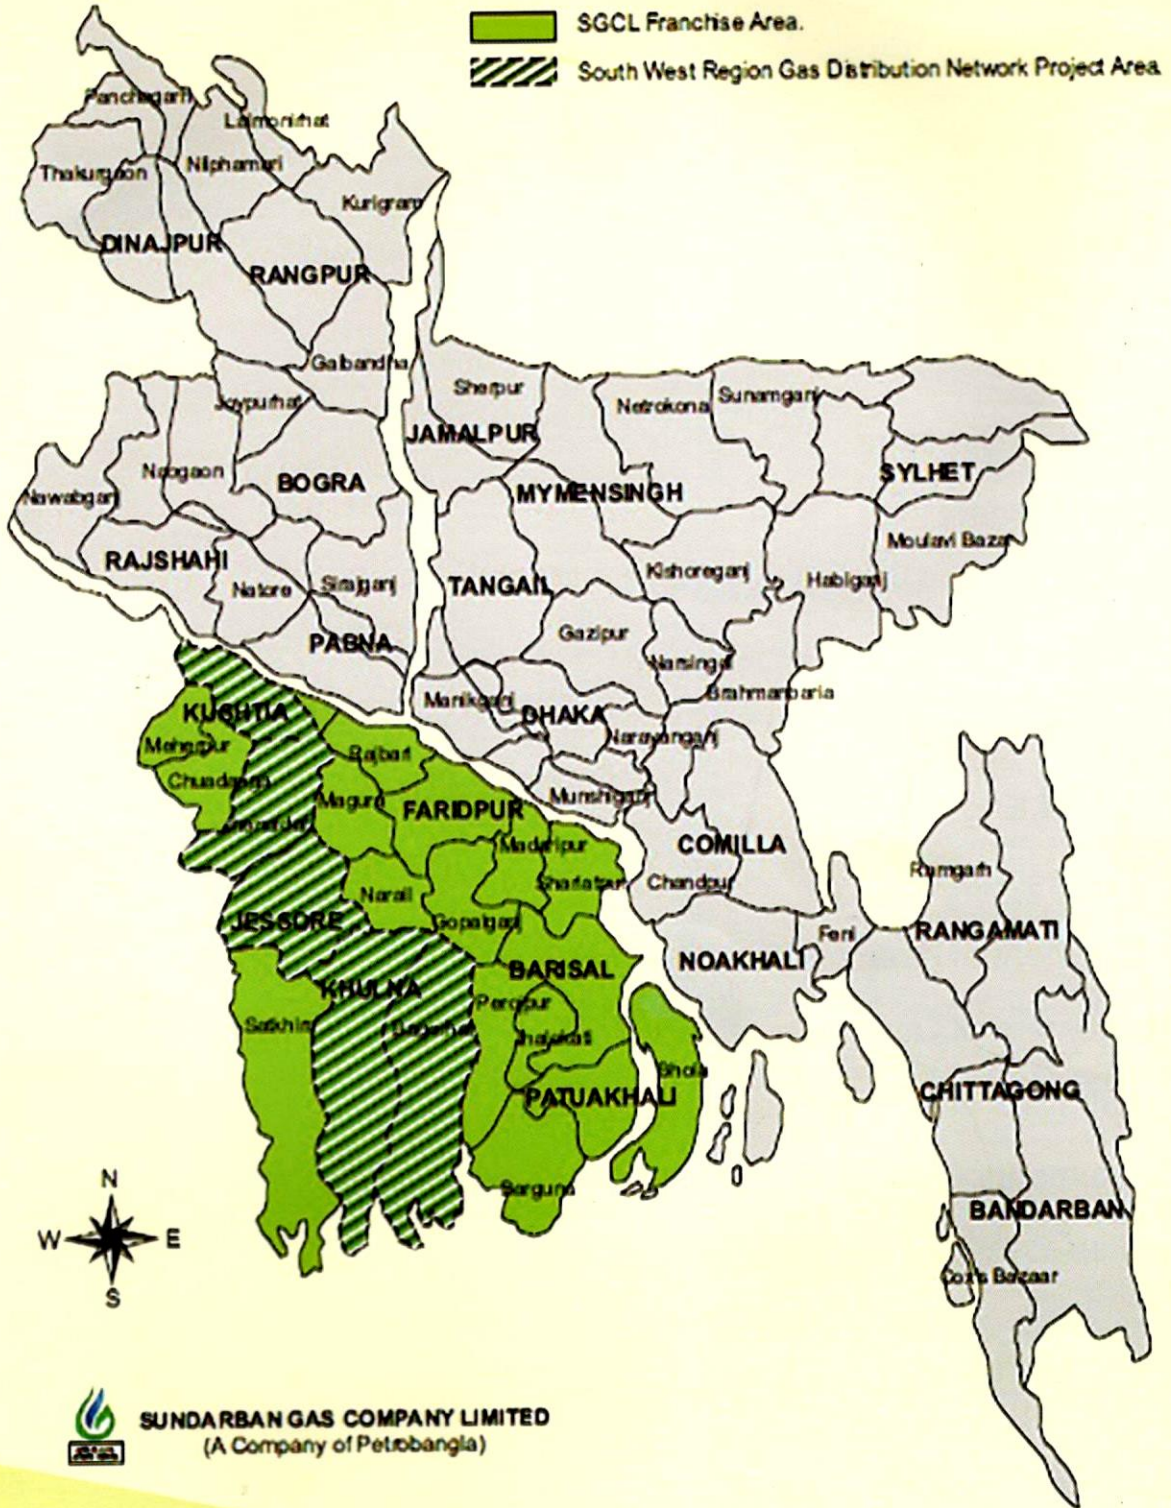 SGCL Franchise Area.
South West Region Gas Distribution Network Project Area
Panchagarh
Lalmonirhat
Thakurgaon
Nilphamari
Kurigram
DINAJPUR
RANGPUR
Gaibandha
Joypurhat
Sherpur
Netrokona
Sunamganj
JAMALPUR
Naogaon
BOGRA
MYMENSINGH
SYLHET
Nawabganj
Moulavi Bazar
RAJSHAHI
Natore
Sirajganj
TANGAIL
Kishoreganj
Habiganj
Gazipur
PABNA
Narsingdi
Manikganj
Brahmanbaria
KUSHTIA
DHAKA
Narayanganj
Meherpur
Rajbari
Chuadanga
Magura
FARIDPUR
Munshiganj
Madaripur
COMILLA
Shariatpur
Chandpur
Ramgarh
Narail
JESSORE
Gopalganj
Feni
RANGAMATI
BARISAL
NOAKHALI
KHULNA
Satkhira
Bagerhat
Perojpur
Jhalokati
Bhola
PATUAKHALI
CHITTAGONG
Barguna
BANDARBAN
Cox's Bazaar
N
W E
S
SUNDARBAN GAS COMPANY LIMITED
(A Company of Petrobangla)